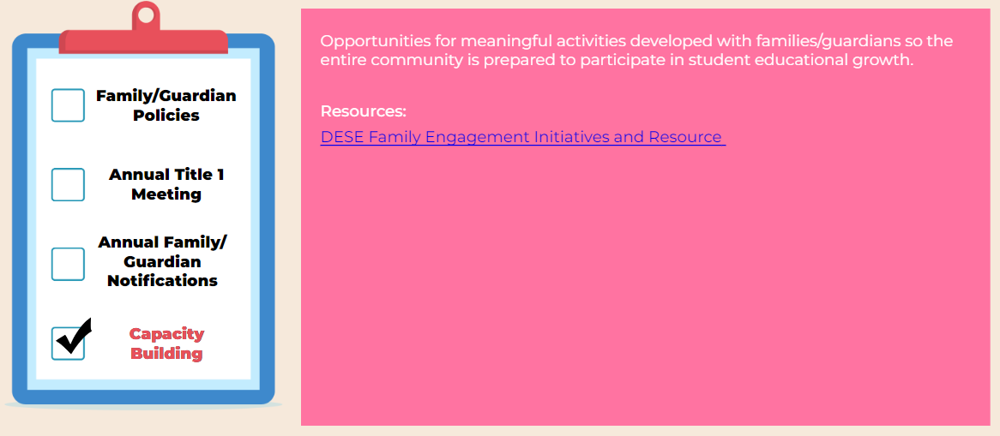 Family/Guardian
Policies
Annual Title 1
Meeting
Annual Family/
Guardian
Notifications
Capacity
Building
Opportunities for meaningful activities developed with families/guardians so the
entire community is prepared to participate in student educational growth.
Resources:
DESE Family Engagement Initiatives and Resource